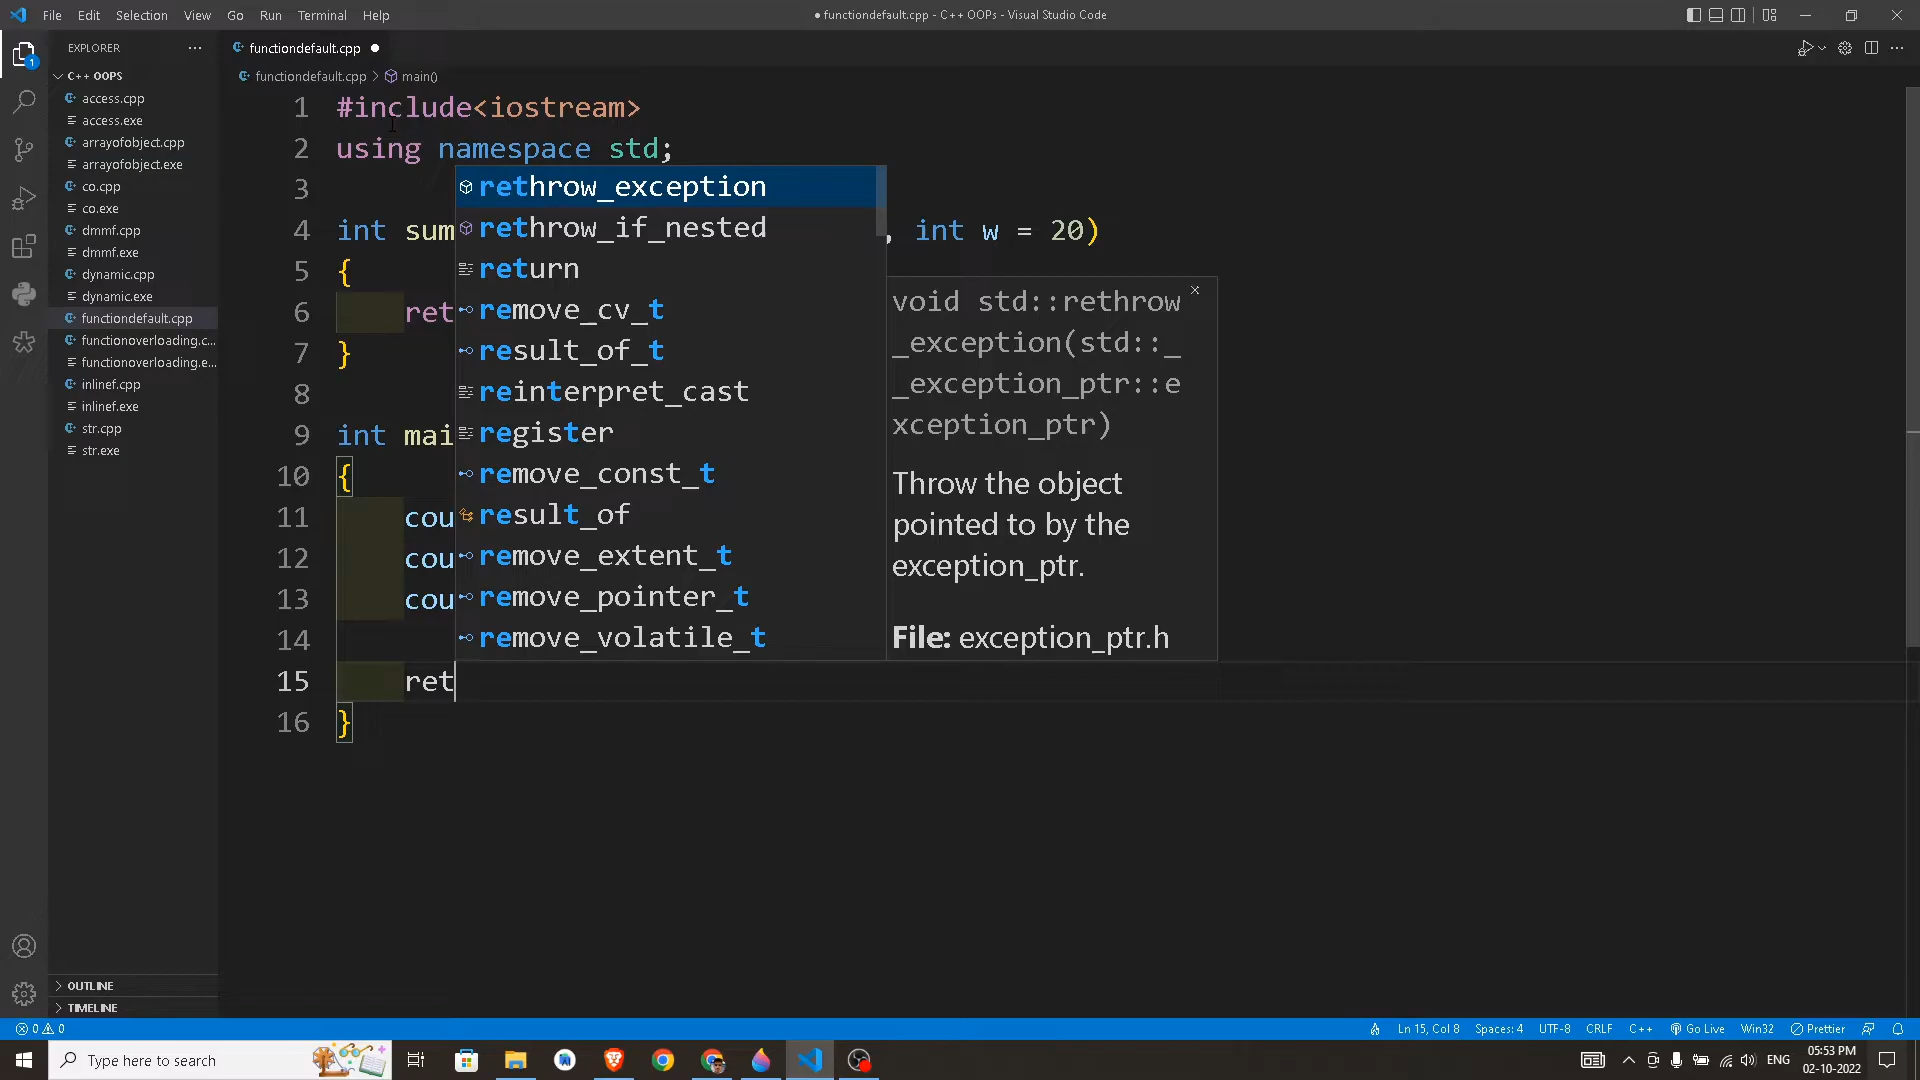 File Edit Selection View Go Run Terminal Help
● functiondefault.cpp - C++ OOPs - Visual Studio Code
EXPLORER
C++ OOPS
access.cpp
access.exe
arrayofobject.cpp
arrayofobject.exe
co.cpp
co.exe
dmmf.cpp
dmmf.exe
dynamic.cpp
dynamic.exe
functiondefault.cpp
functionoverloading.c...
functionoverloading.e...
inlinef.cpp
inlinef.exe
str.cpp
str.exe
OUTLINE
TIMELINE
functiondefault.cpp
functiondefault.cpp > main()
1 #include<iostream>
2 using namespace std;
3
4 int sum , int w = 20)
5 {
6 ret
7 }
8
9 int mai
10 {
11 cou
12 cou
13 cou
14
15 ret
16 }
rethrow_exception
rethrow_if_nested
return
remove_cv_t
result_of_t
reinterpret_cast
register
remove_const_t
result_of
remove_extent_t
remove_pointer_t
remove_volatile_t
void std::rethrow
_exception(std::_
_exception_ptr::e
xception_ptr)
Throw the object
pointed to by the
exception_ptr.
File: exception_ptr.h
1
0 0 Ln 15, Col 8 Spaces: 4 UTF-8 CRLF C++ Go Live Win32 Prettier
Type here to search
ENG
05:53 PM
02-10-2022